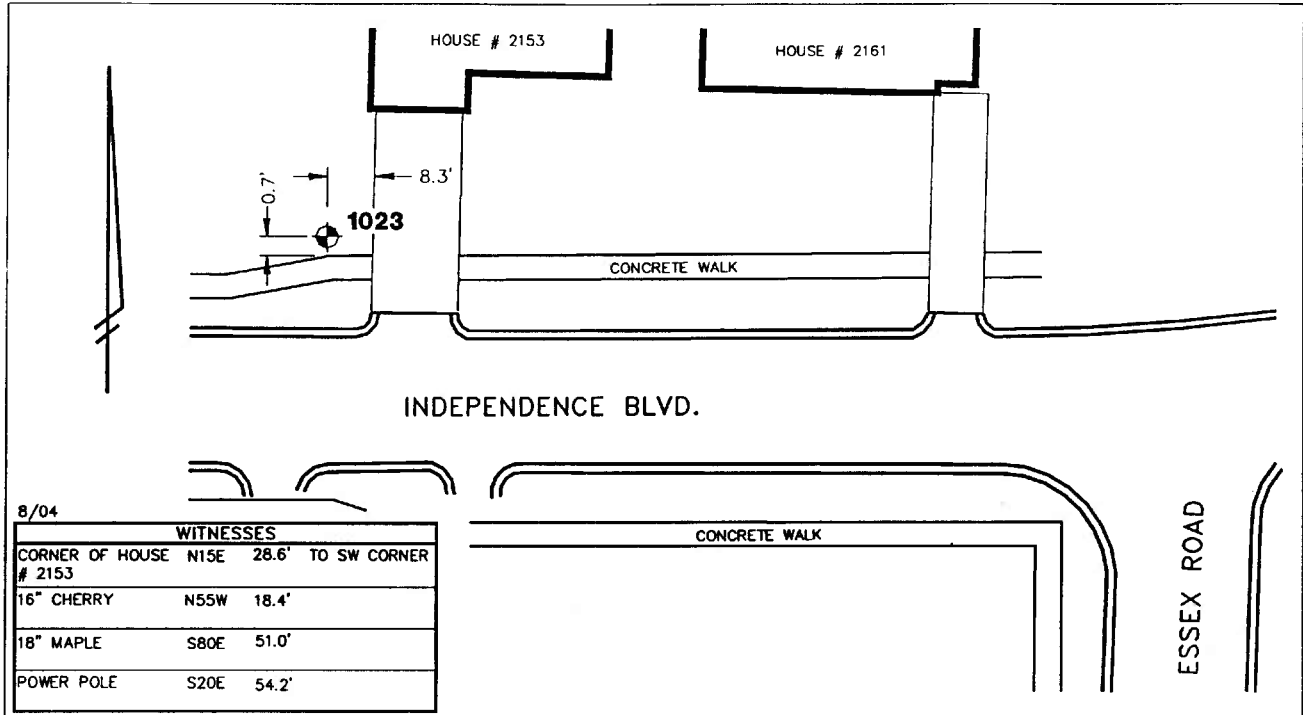 HOUSE # 2153
HOUSE # 2161
0.7'
8.3'
1023
CONCRETE WALK
INDEPENDENCE BLVD.
8/04
WITNESSES
CORNER OF HOUSE # 2153 N15E 28.6' TO SW CORNER
16" CHERRY N55W 18.4'
18" MAPLE S80E 51.0'
POWER POLE S20E 54.2'
CONCRETE WALK
ESSEX ROAD